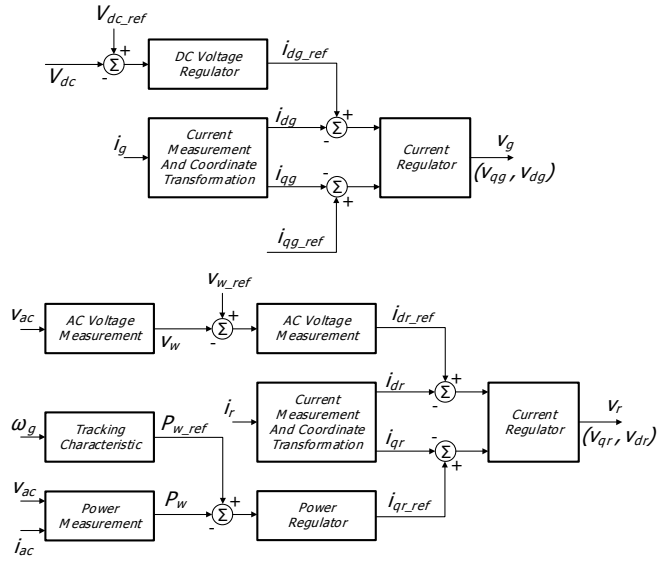 V_dc_ref
+
Σ
-
V_dc
DC Voltage
Regulator
i_dg_ref
+
Σ
-
i_g
Current
Measurement
And Coordinate
Transformation
i_dg
i_qg
-
Σ
+
i_qg_ref
Current
Regulator
v_g
(v_qg , v_dg)
v_w_ref
v_ac
AC Voltage
Measurement
v_w
+
Σ
-
AC Voltage
Measurement
i_dr_ref
+
Σ
-
i_r
Current
Measurement
And Coordinate
Transformation
i_dr
i_qr
-
Σ
+
Current
Regulator
v_r
(v_qr , v_dr)
ω_g
Tracking
Characteristic
P_w_ref
v_ac
i_ac
Power
Measurement
P_w
+
Σ
-
Power
Regulator
i_qr_ref